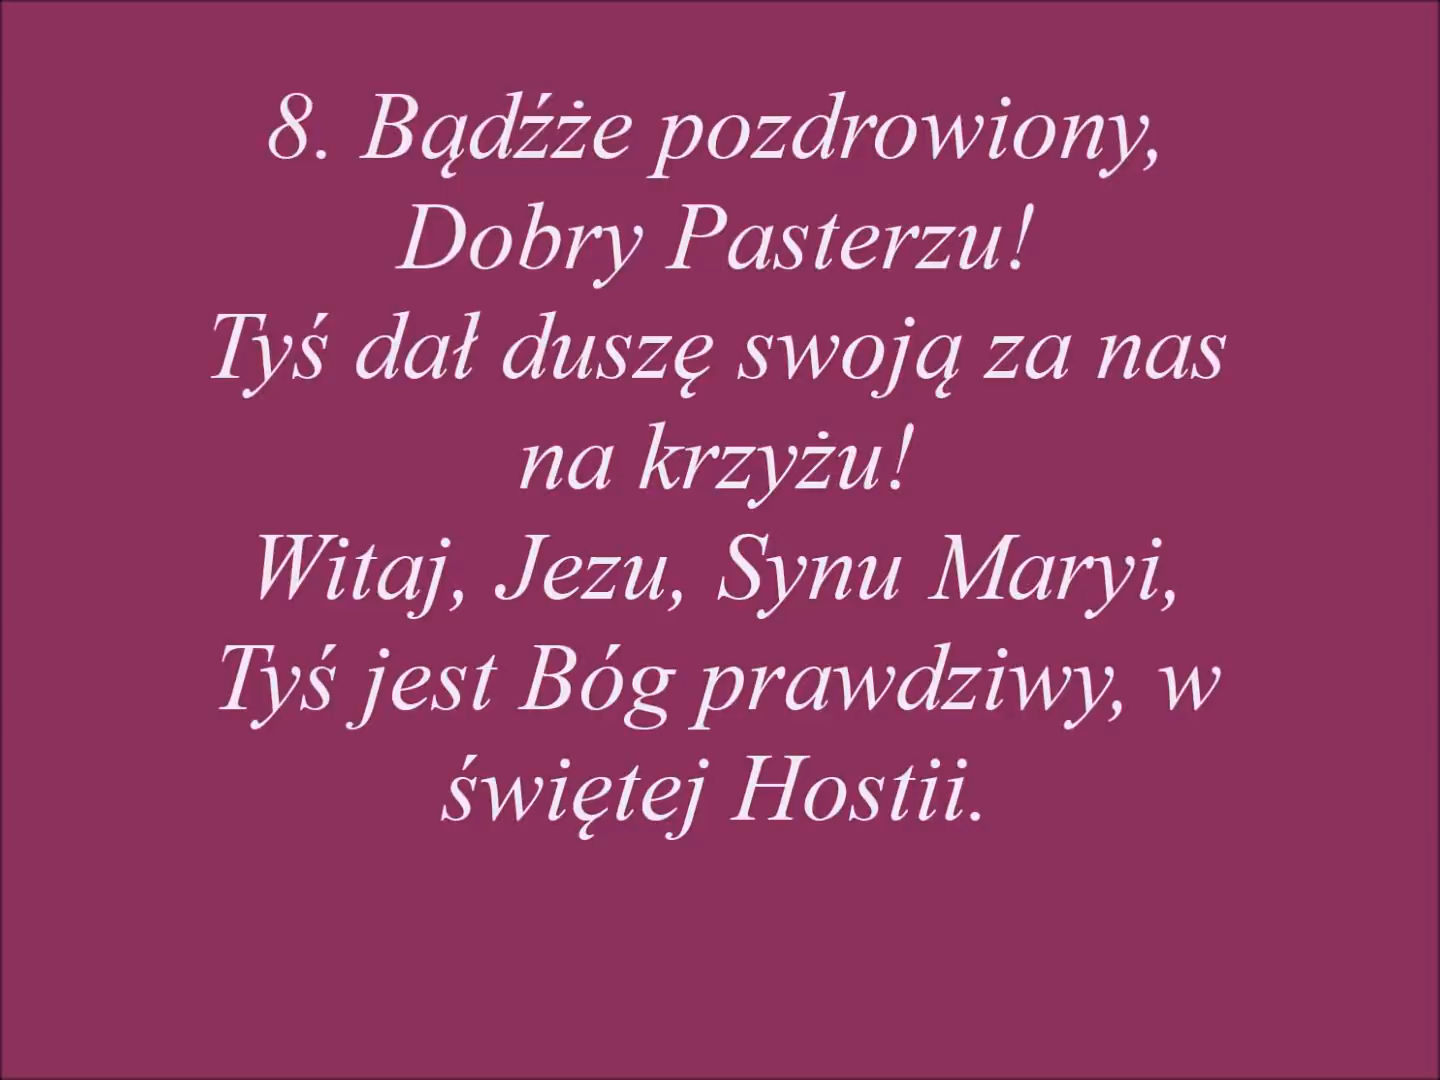 8. Bądźże pozdrowiony,
Dobry Pasterzu!
Tyś dał duszę swoją za nas
na krzyżu!
Witaj, Jezu, Synu Maryi,
Tyś jest Bóg prawdziwy, w
świętej Hostii.